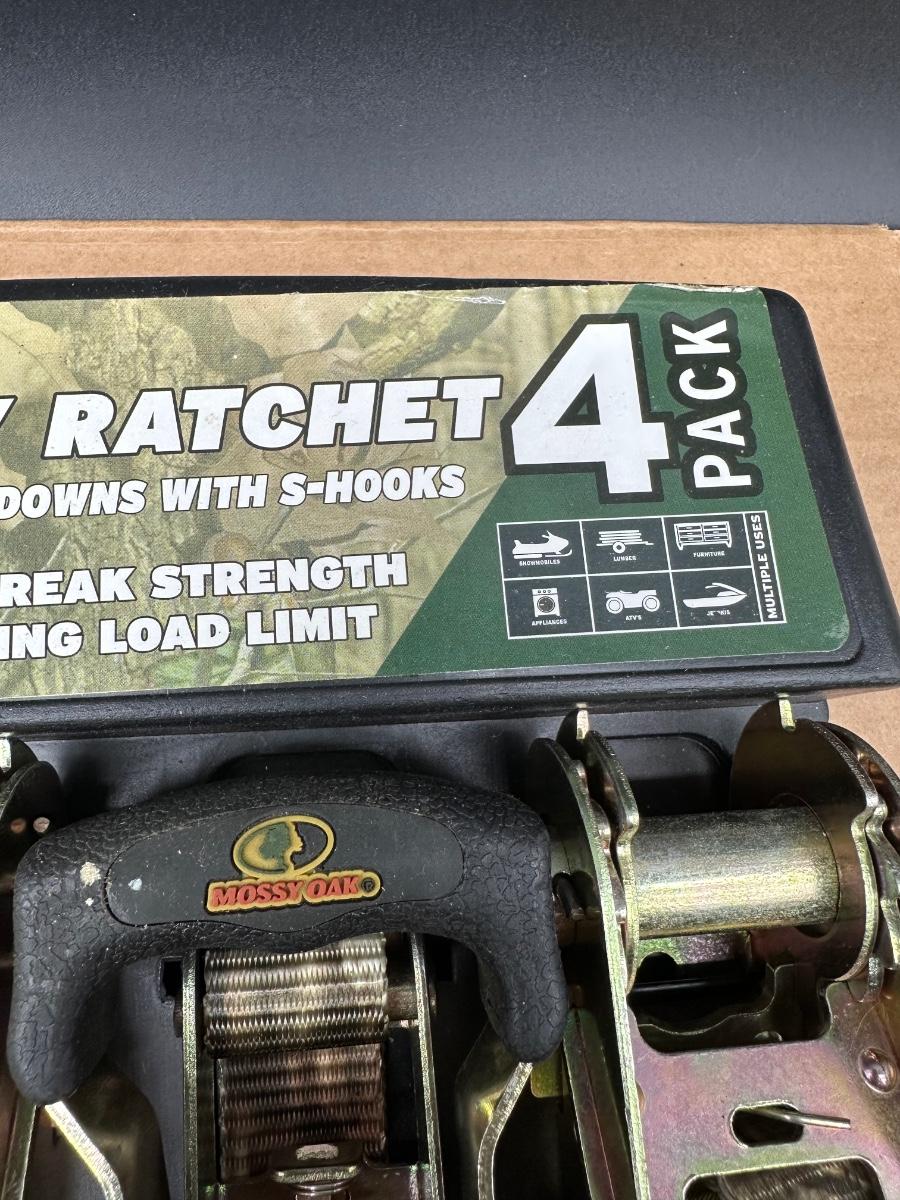 RATCHET
DOWNS WITH S-HOOKS
REAK STRENGTH
ING LOAD LIMIT
4
PACK
SNOWMOBILES
LUMBER
FURNITURE
APPLIANCES
ATV'S
MULTIPLE USES
MOSSY OAK®